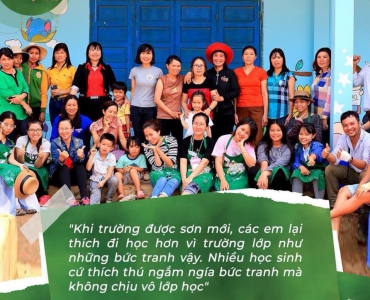 "Khi trường được sơn mới, các em lại
thích đi học hơn vì trường lớp như
những bức tranh vậy. Nhiều học sinh
cứ thích thú ngắm ngía bức tranh mà
không chịu vô lớp học"